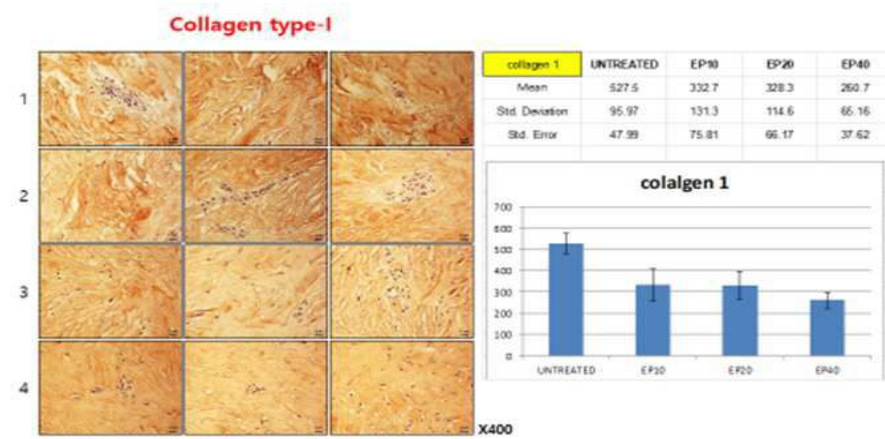 Collagen type-I
1
2
3
4
X400
collagen 1 UNTREATED EP10 EP20 EP40
Mean 527.5 332.7 328.3 260.7
Std. Deviation 95.97 131.3 114.6 65.16
Std. Error 47.99 75.81 66.17 37.62
colalgen 1
700
600
500
400
300
200
100
0
UNTREATED EP10 EP20 EP40